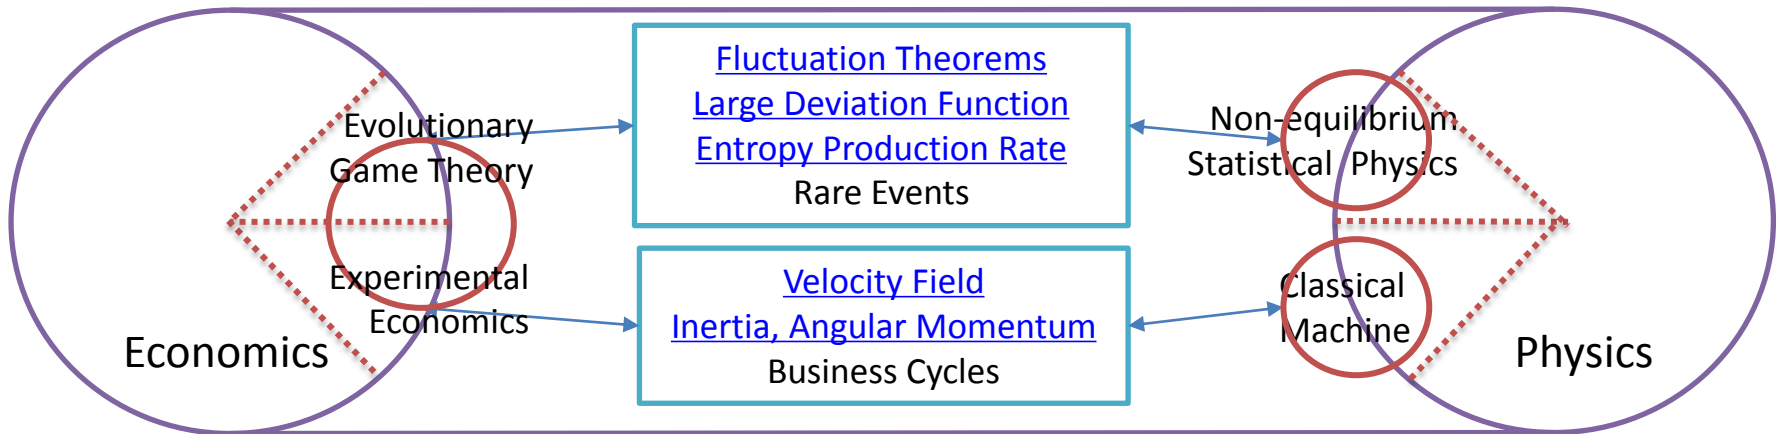 Evolutionary
Game Theory
Experimental
Economics
Economics
Fluctuation Theorems
Large Deviation Function
Entropy Production Rate
Rare Events
Velocity Field
Inertia, Angular Momentum
Business Cycles
Non-equilibrium
Statistical Physics
Classical
Machine
Physics